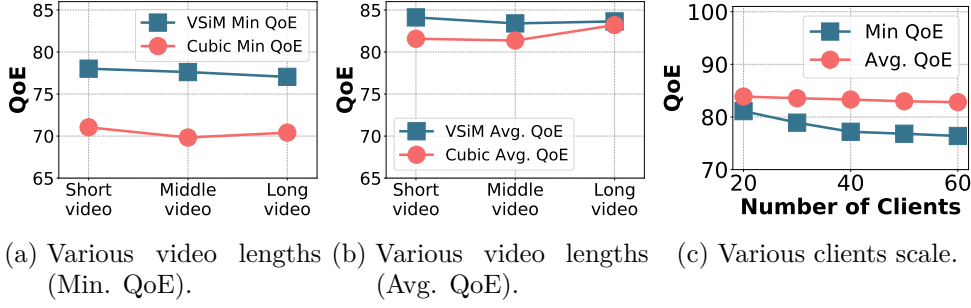 QoE
85
80
75
70
65
VSiM Min QoE
Cubic Min QoE
Short video
Middle video
Long video
(a) Various video lengths
(Min. QoE).
QoE
85
80
75
70
65
VSiM Avg. QoE
Cubic Avg. QoE
Short video
Middle video
Long video
(b) Various video lengths
(Avg. QoE).
QoE
100
90
80
70
Min QoE
Avg. QoE
20 40 60
Number of Clients
(c) Various clients scale.